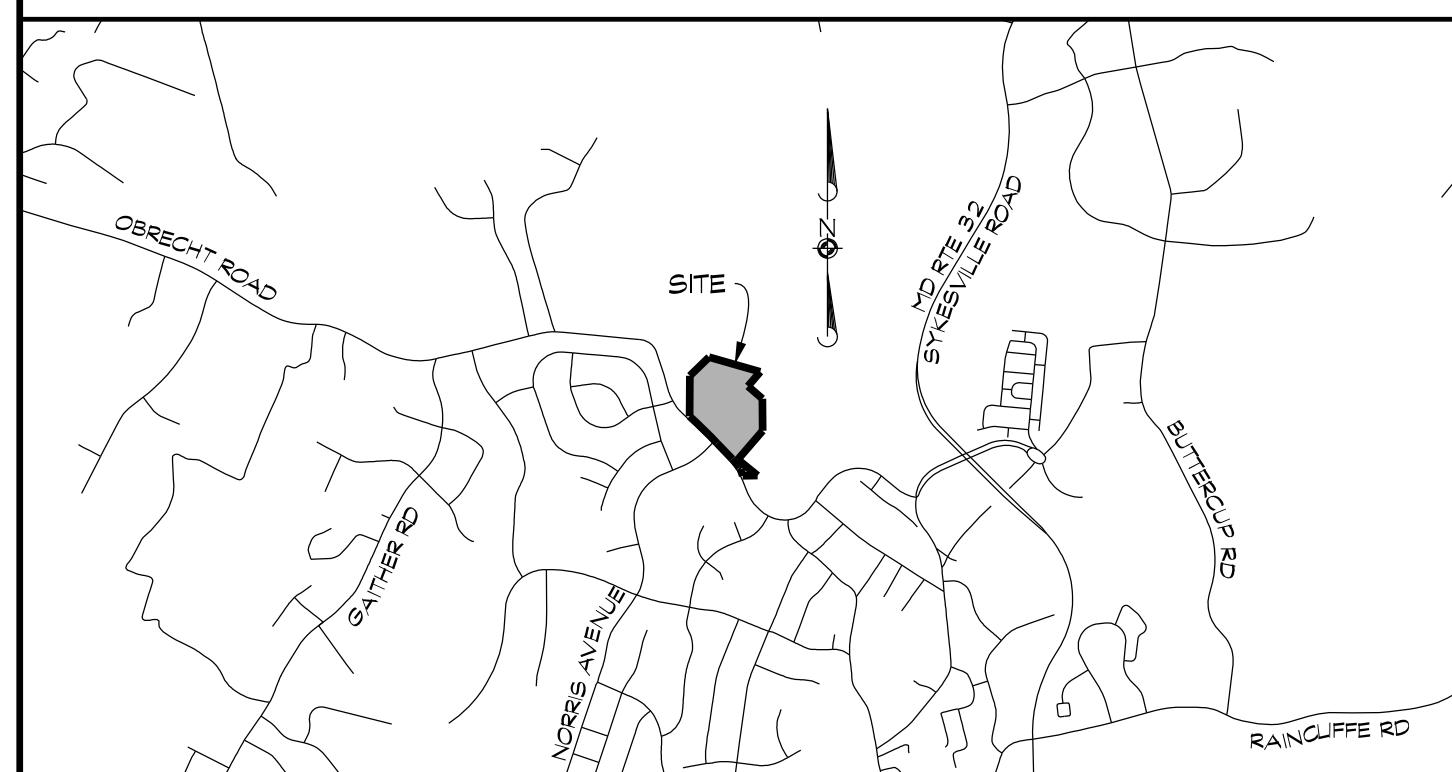 MD RTE 32
SYKESVILLE ROAD
OBRECHT ROAD
N
SITE
BUTTERCUP RD
GAITHER RD
NORRIS AVENUE
RAINCLIFFE RD